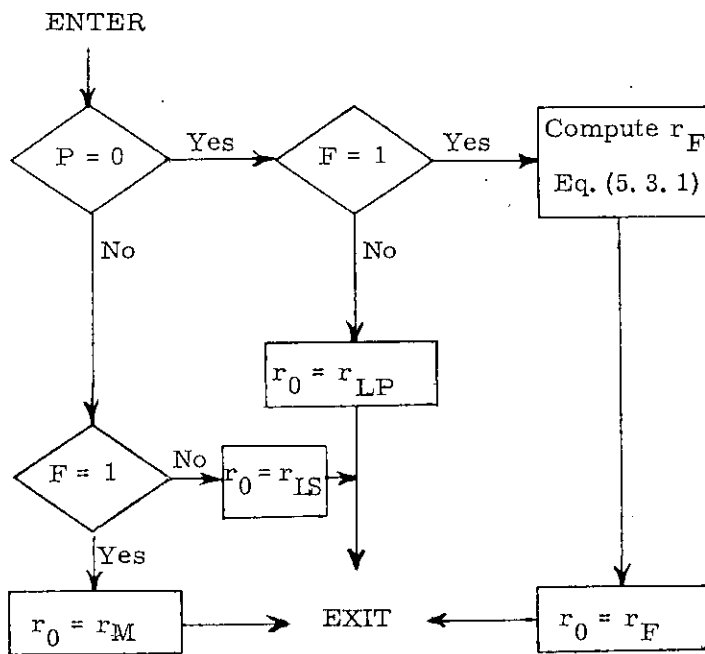 ENTER
P = 0
Yes
F = 1
Yes
Compute r_F
Eq. (5. 3. 1)
No
No
r_0 = r_LP
F = 1
No
r_0 = r_LS
Yes
r_0 = r_M
EXIT
r_0 = r_F